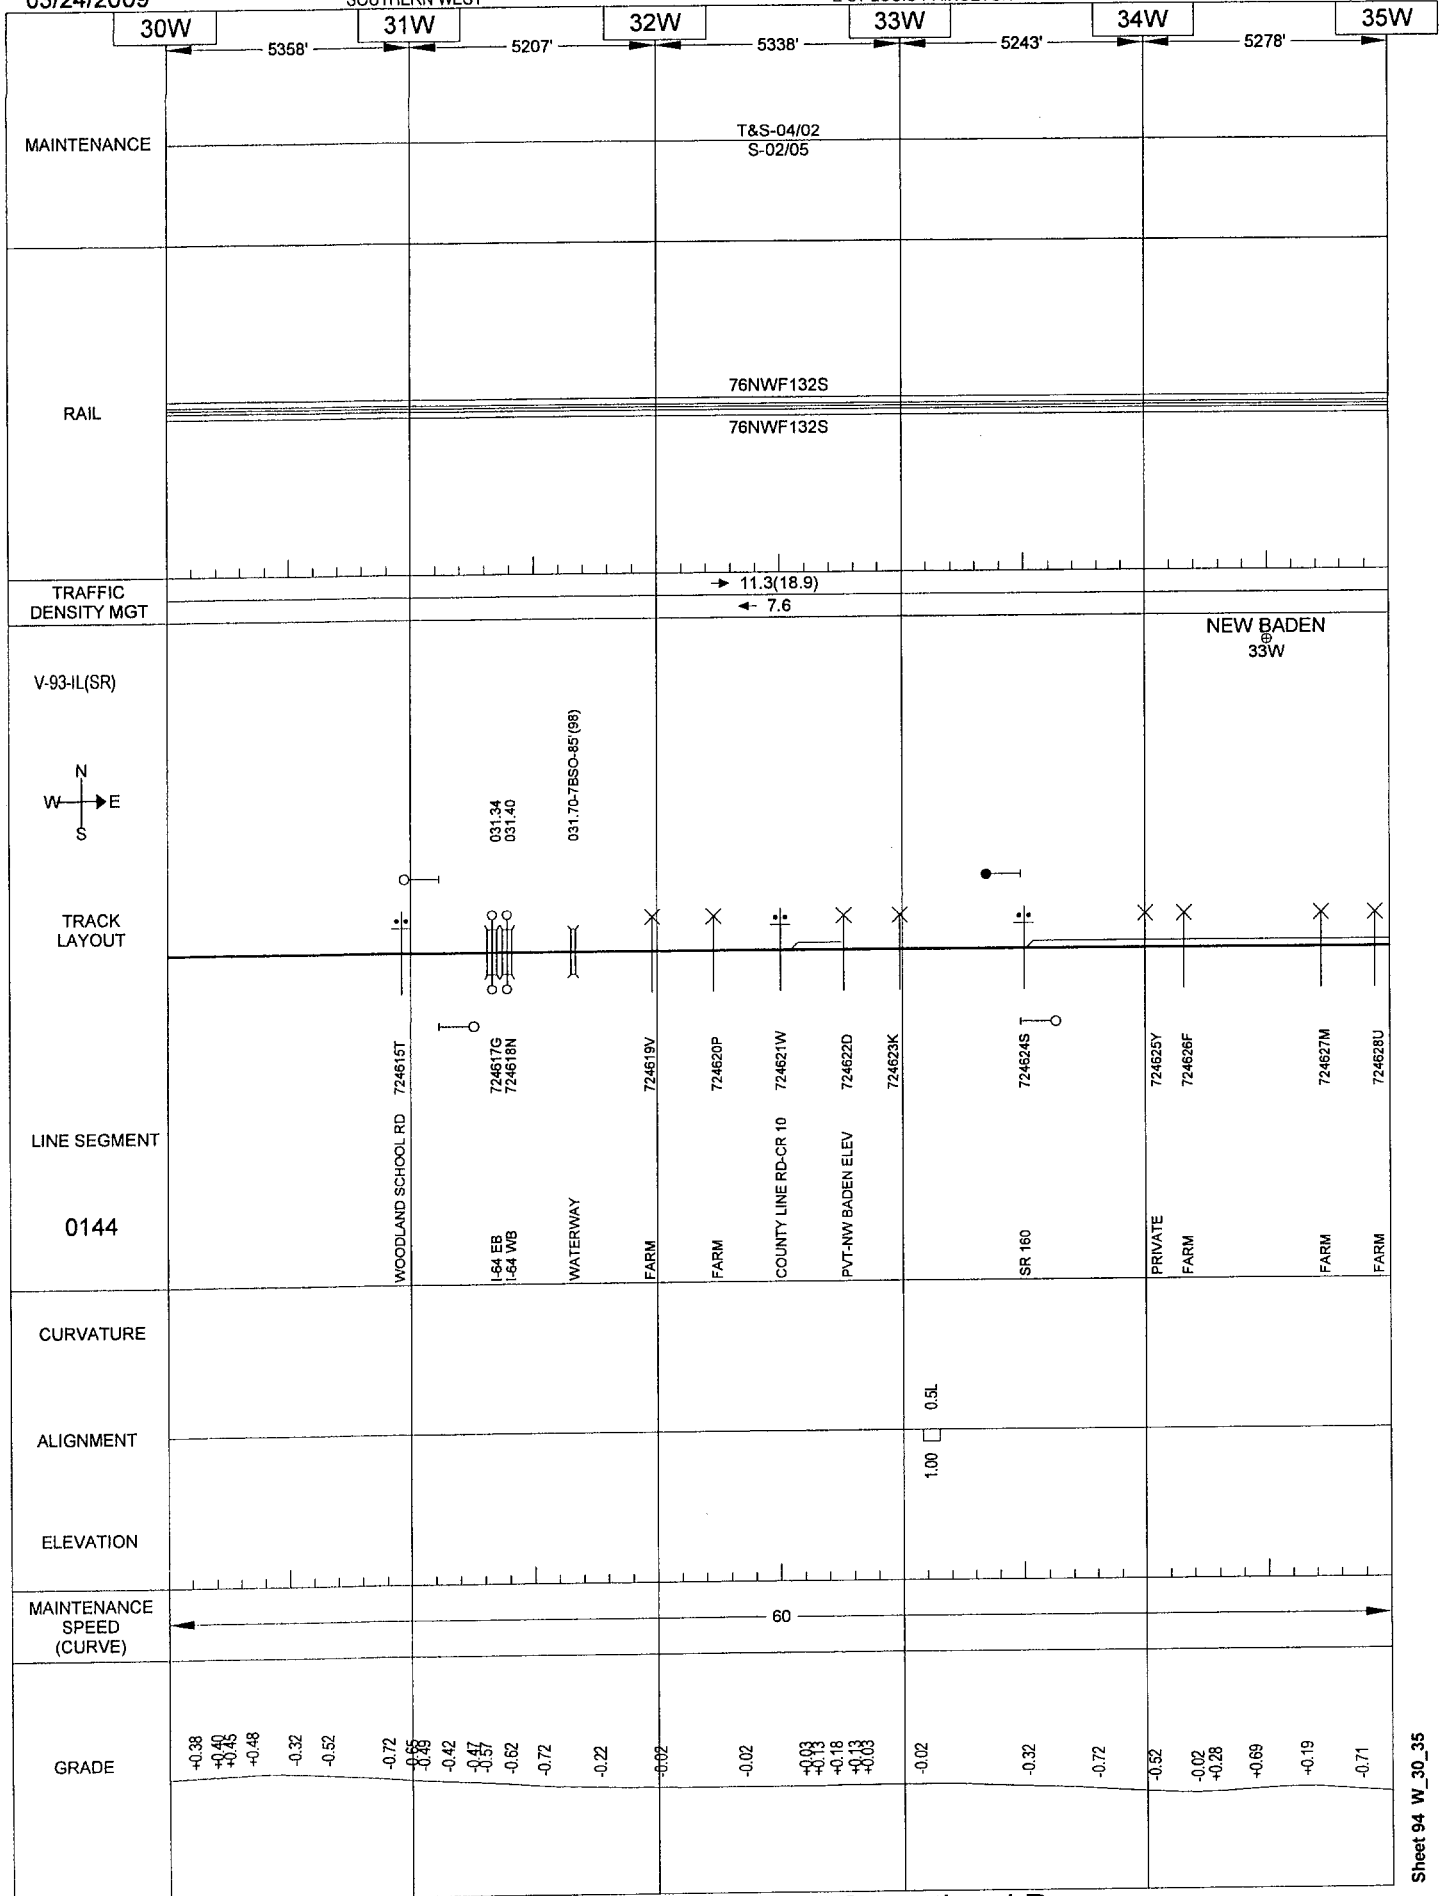 03/24/2009
30W 31W 32W 33W 34W 35W
5358' 5207' 5338' 5243' 5278'
MAINTENANCE
T&S-04/02
S-02/05
RAIL
76NWF132S
76NWF132S
TRAFFIC
DENSITY MGT
11.3(18.9)
7.6
NEW BADEN
33W
V-93-IL(SR)
N
W E
S
031.34
031.40
031.70-7BSO-85'(98)
TRACK
LAYOUT
LINE SEGMENT
0144
WOODLAND SCHOOL RD 724615T
I-64 EB 724617G
I-64 WB 724618N
WATERWAY
FARM 724619V
FARM 724620P
COUNTY LINE RD-CR 10 724621W
PVT-NW BADEN ELEV 724622D
724623K
SR 160 724624S
PRIVATE 724625Y
FARM 724626F
FARM 724627M
FARM 724628U
CURVATURE
0.5L
ALIGNMENT
1.00
ELEVATION
MAINTENANCE
SPEED
(CURVE)
60
GRADE
+0.38 +0.40 +0.45 +0.48 -0.32 -0.52 -0.72 -0.65 -0.49 -0.42 -0.47 -0.57 -0.62 -0.72 -0.22 -0.02 -0.02 +0.03 +0.13 +0.18 +0.13 +0.03 -0.02 -0.32 -0.72 -0.52 -0.02 +0.28 +0.69 +0.19 -0.71
Sheet 94 W_30_35